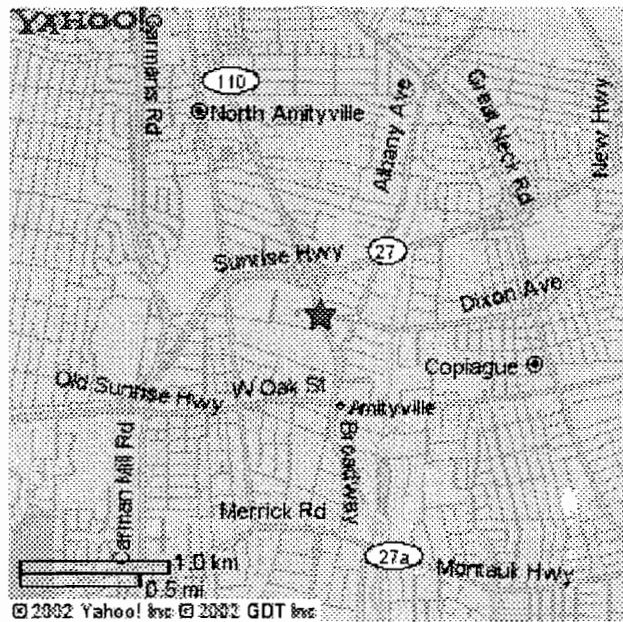 YAHOO!
Carmens Rd
110
North Amityville
Albany Ave
Great Neck Rd
New Hwy
Sunrise Hwy
27
Dixon Ave
Copiague
Old Sunrise Hwy
W Oak St
Amityville
Broadway
Carman Mill Rd
Merrick Rd
27a
Montauk Hwy
1.0 km
0.5 mi
© 2002 Yahoo! Inc © 2002 GDT Inc